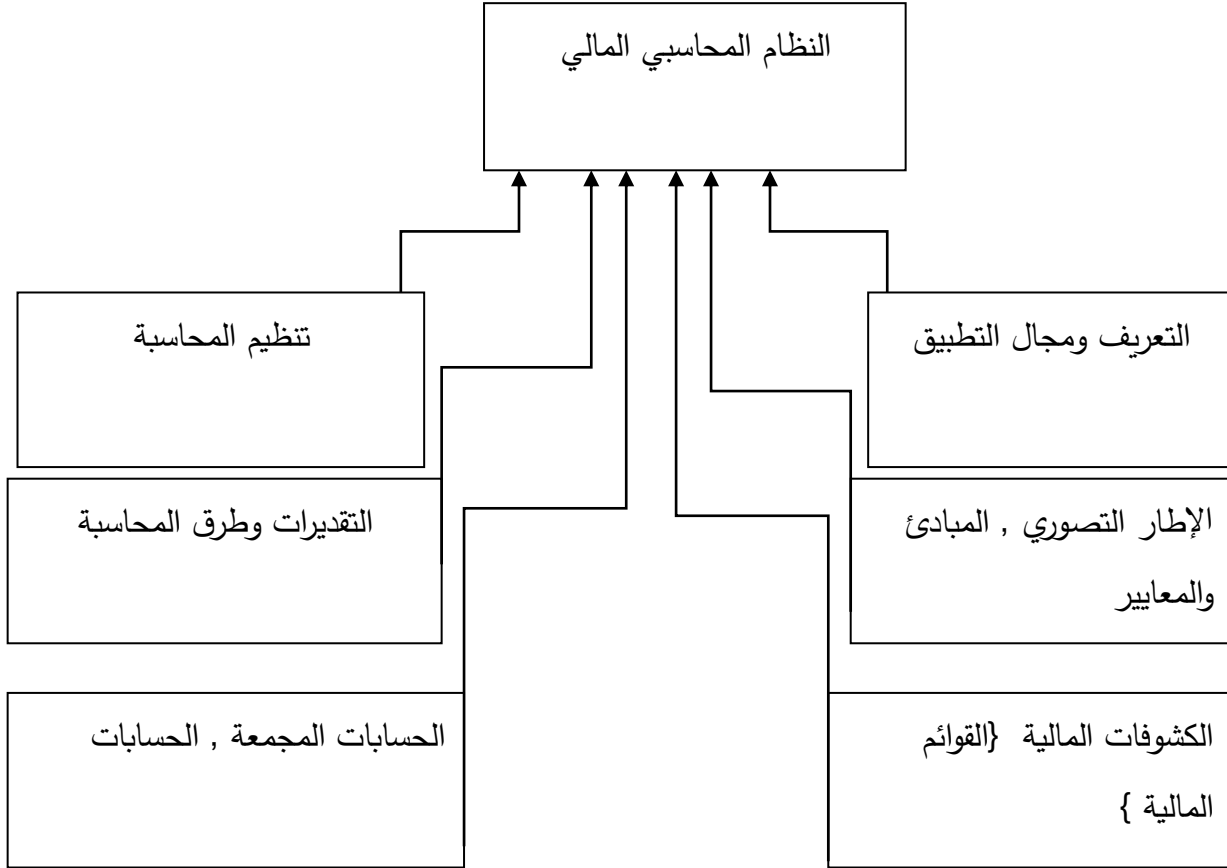 النظام المحاسبي المالي
التعريف ومجال التطبيق
تنظيم المحاسبة
الإطار التصوري , المبادئ
والمعايير
التقديرات وطرق المحاسبة
الكشوفات المالية {القوائم
المالية }
الحسابات المجمعة , الحسابات